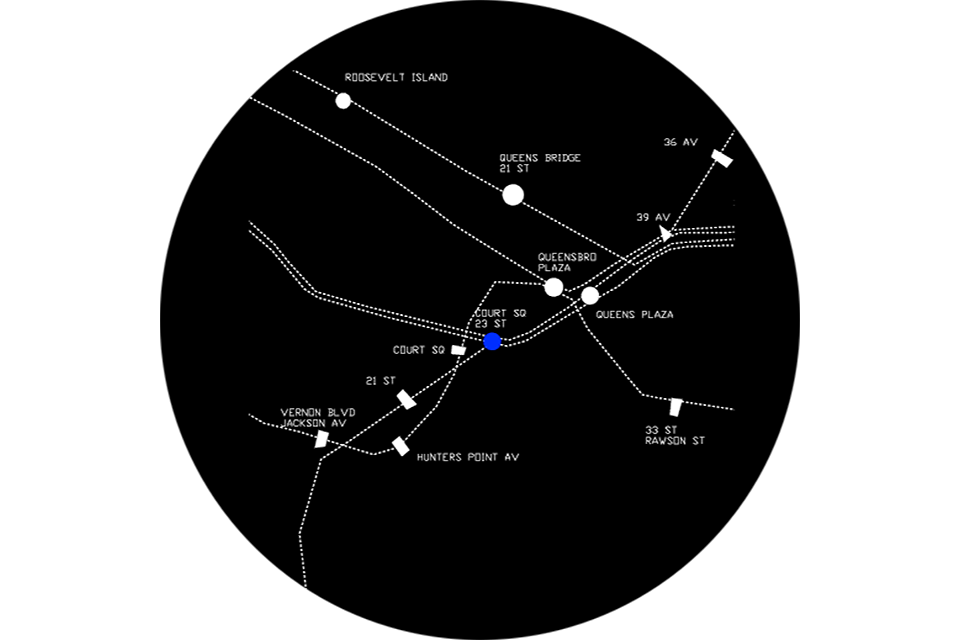 ROOSEVELT ISLAND
36 AV
QUEENS BRIDGE
21 ST
39 AV
QUEENSBRO
PLAZA
COURT SQ
23 ST
QUEENS PLAZA
COURT SQ
21 ST
VERNON BLVD
JACKSON AV
33 ST
RAWSON ST
HUNTERS POINT AV